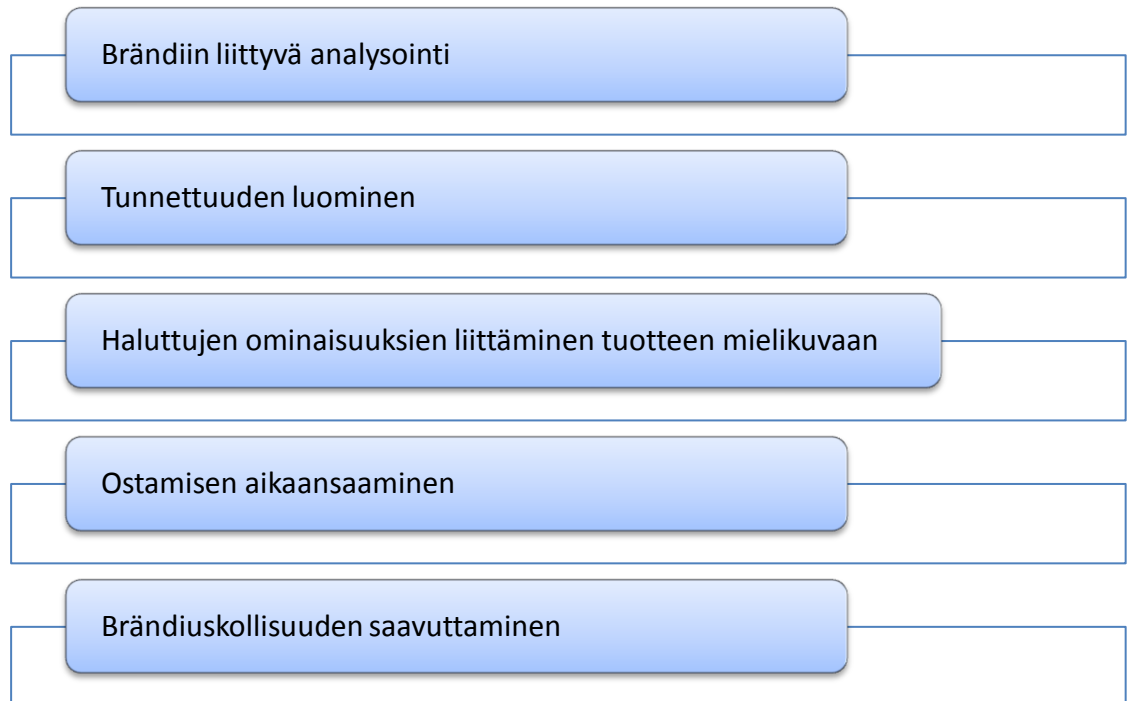 Brändiin liittyvä analysointi
Tunnettuuden luominen
Haluttujen ominaisuuksien liittäminen tuotteen mielikuvaan
Ostamisen aikaansaaminen
Brändiuskollisuuden saavuttaminen